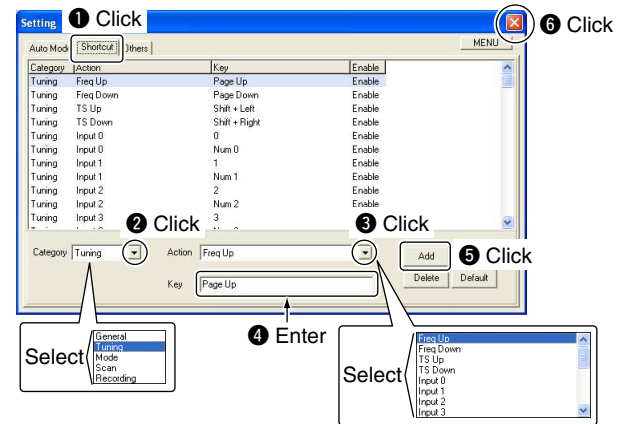 Setting ❶ Click
❻ Click
Auto Mode Shortcut Others MENU
Category Action Key Enable
Tuning Freq Up Page Up Enable
Tuning Freq Down Page Down Enable
Tuning TS Up Shift + Left Enable
Tuning TS Down Shift + Right Enable
Tuning Input 0 0 Enable
Tuning Input 0 Num 0 Enable
Tuning Input 1 1 Enable
Tuning Input 1 Num 1 Enable
Tuning Input 2 2 Enable
Tuning Input 2 Num 2 Enable
Tuning Input 3 3 Enable
❷ Click ❸ Click
Category Tuning Action Freq Up Add ❺ Click
Key Page Up Delete Default
❹ Enter
Select
General
Tuning
Mode
Scan
Recording
Select
Freq Up
Freq Down
TS Up
TS Down
Input 0
Input 1
Input 2
Input 3